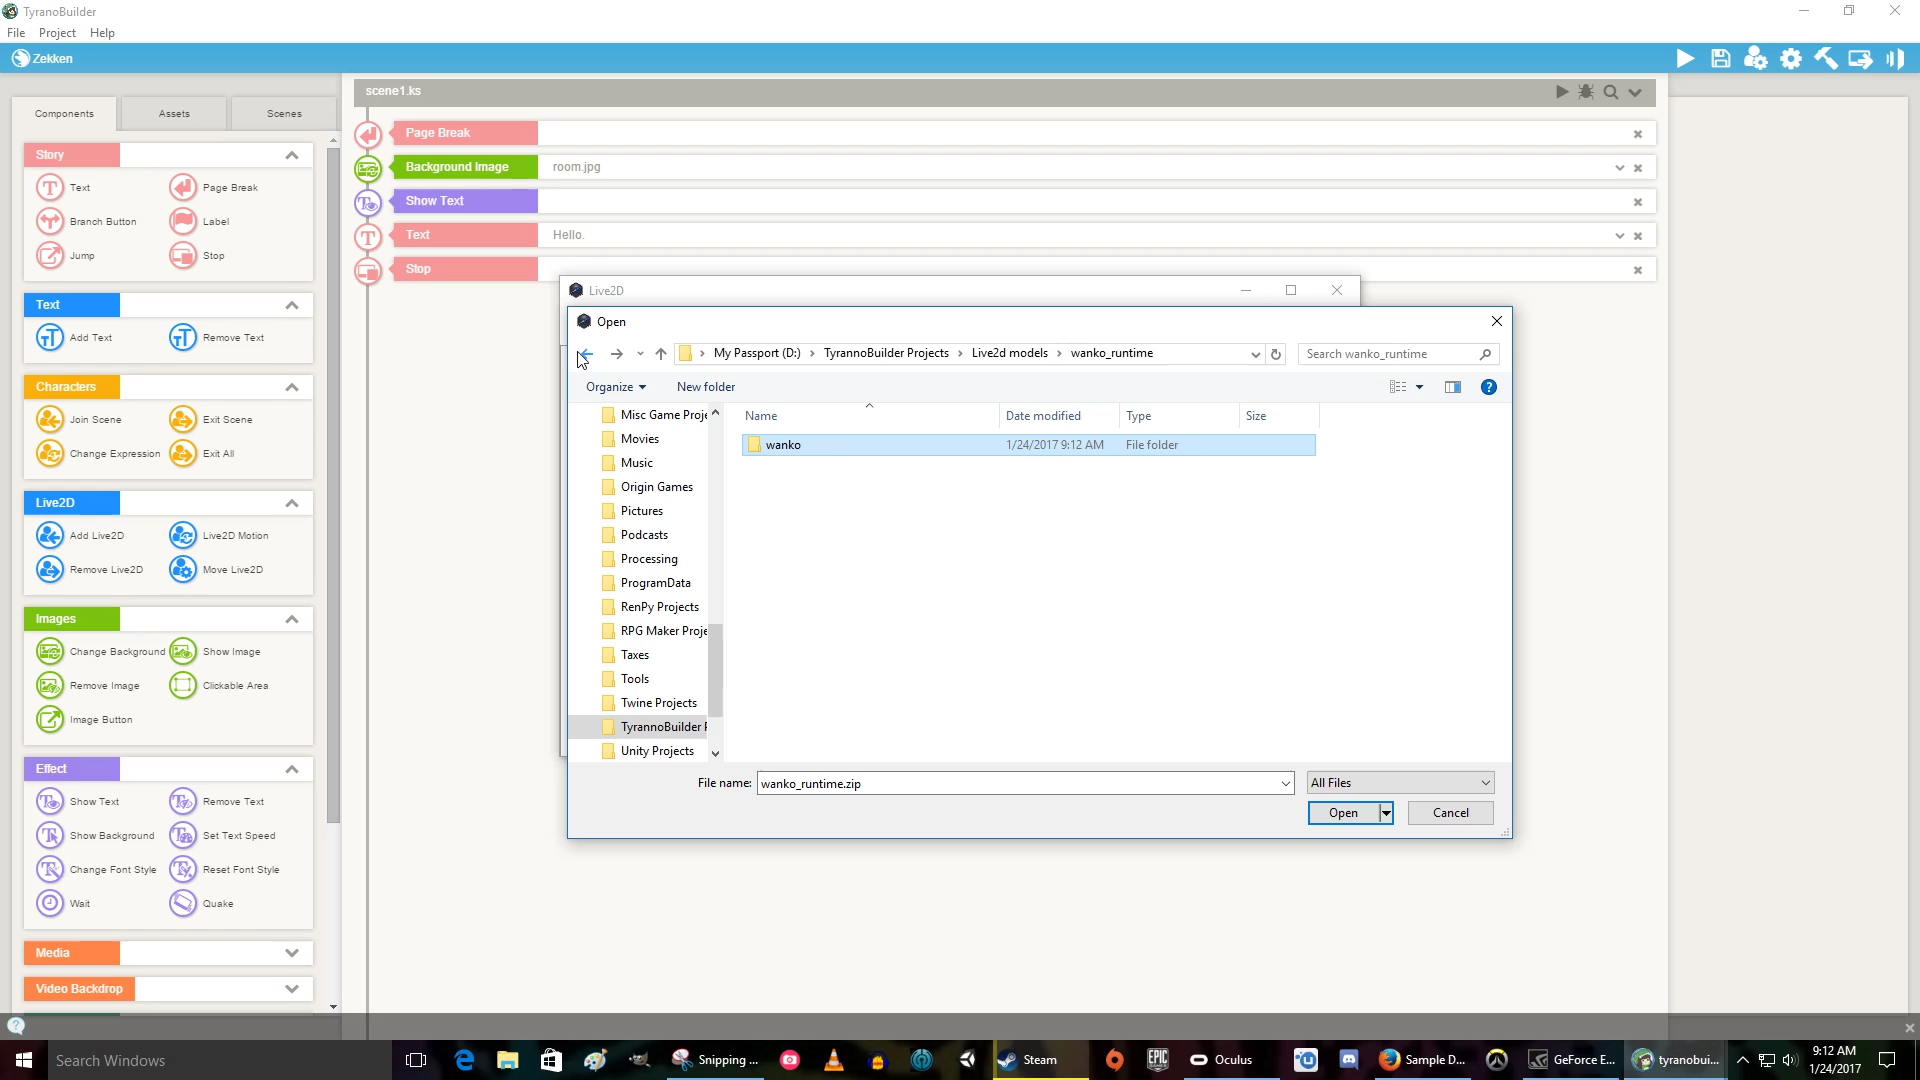 TyranoBuilder
File Project Help
Zekken
Components Assets Scenes
scene1.ks
Page Break
Background Image room.jpg
Show Text
Text Hello.
Stop
Story
Text Page Break
Branch Button Label
Jump Stop
Text
Add Text Remove Text
Characters
Join Scene Exit Scene
Change Expression Exit All
Live2D
Add Live2D Live2D Motion
Remove Live2D Move Live2D
Images
Change Background Show Image
Remove Image Clickable Area
Image Button
Effect
Show Text Remove Text
Show Background Set Text Speed
Change Font Style Reset Font Style
Wait Quake
Media
Video Backdrop
Live2D
Open
My Passport (D:) TyrannoBuilder Projects Live2d models wanko_runtime
Search wanko_runtime
Organize New folder
Misc Game Proje
Movies
Music
Origin Games
Pictures
Podcasts
Processing
ProgramData
RenPy Projects
RPG Maker Proje
Taxes
Tools
Twine Projects
TyrannoBuilder P
Unity Projects
Name Date modified Type Size
wanko 1/24/2017 9:12 AM File folder
File name: wanko_runtime.zip All Files
Open Cancel
Search Windows
Snipping ...
Steam
EPIC GAMES
Oculus
Sample D...
GeForce E...
tyranobui...
9:12 AM
1/24/2017